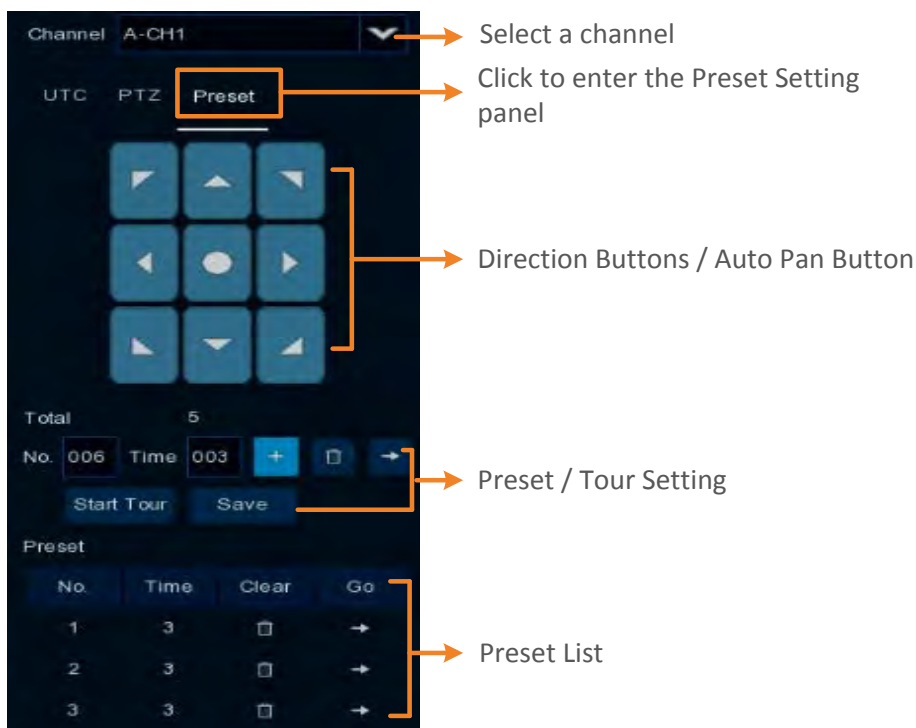 Channel A-CH1
Select a channel
UTC PTZ Preset
Click to enter the Preset Setting
panel
Direction Buttons / Auto Pan Button
Total 5
No. 006 Time 003 +
Start Tour Save
Preset / Tour Setting
Preset
No. Time Clear Go
1 3
2 3
3 3
Preset List